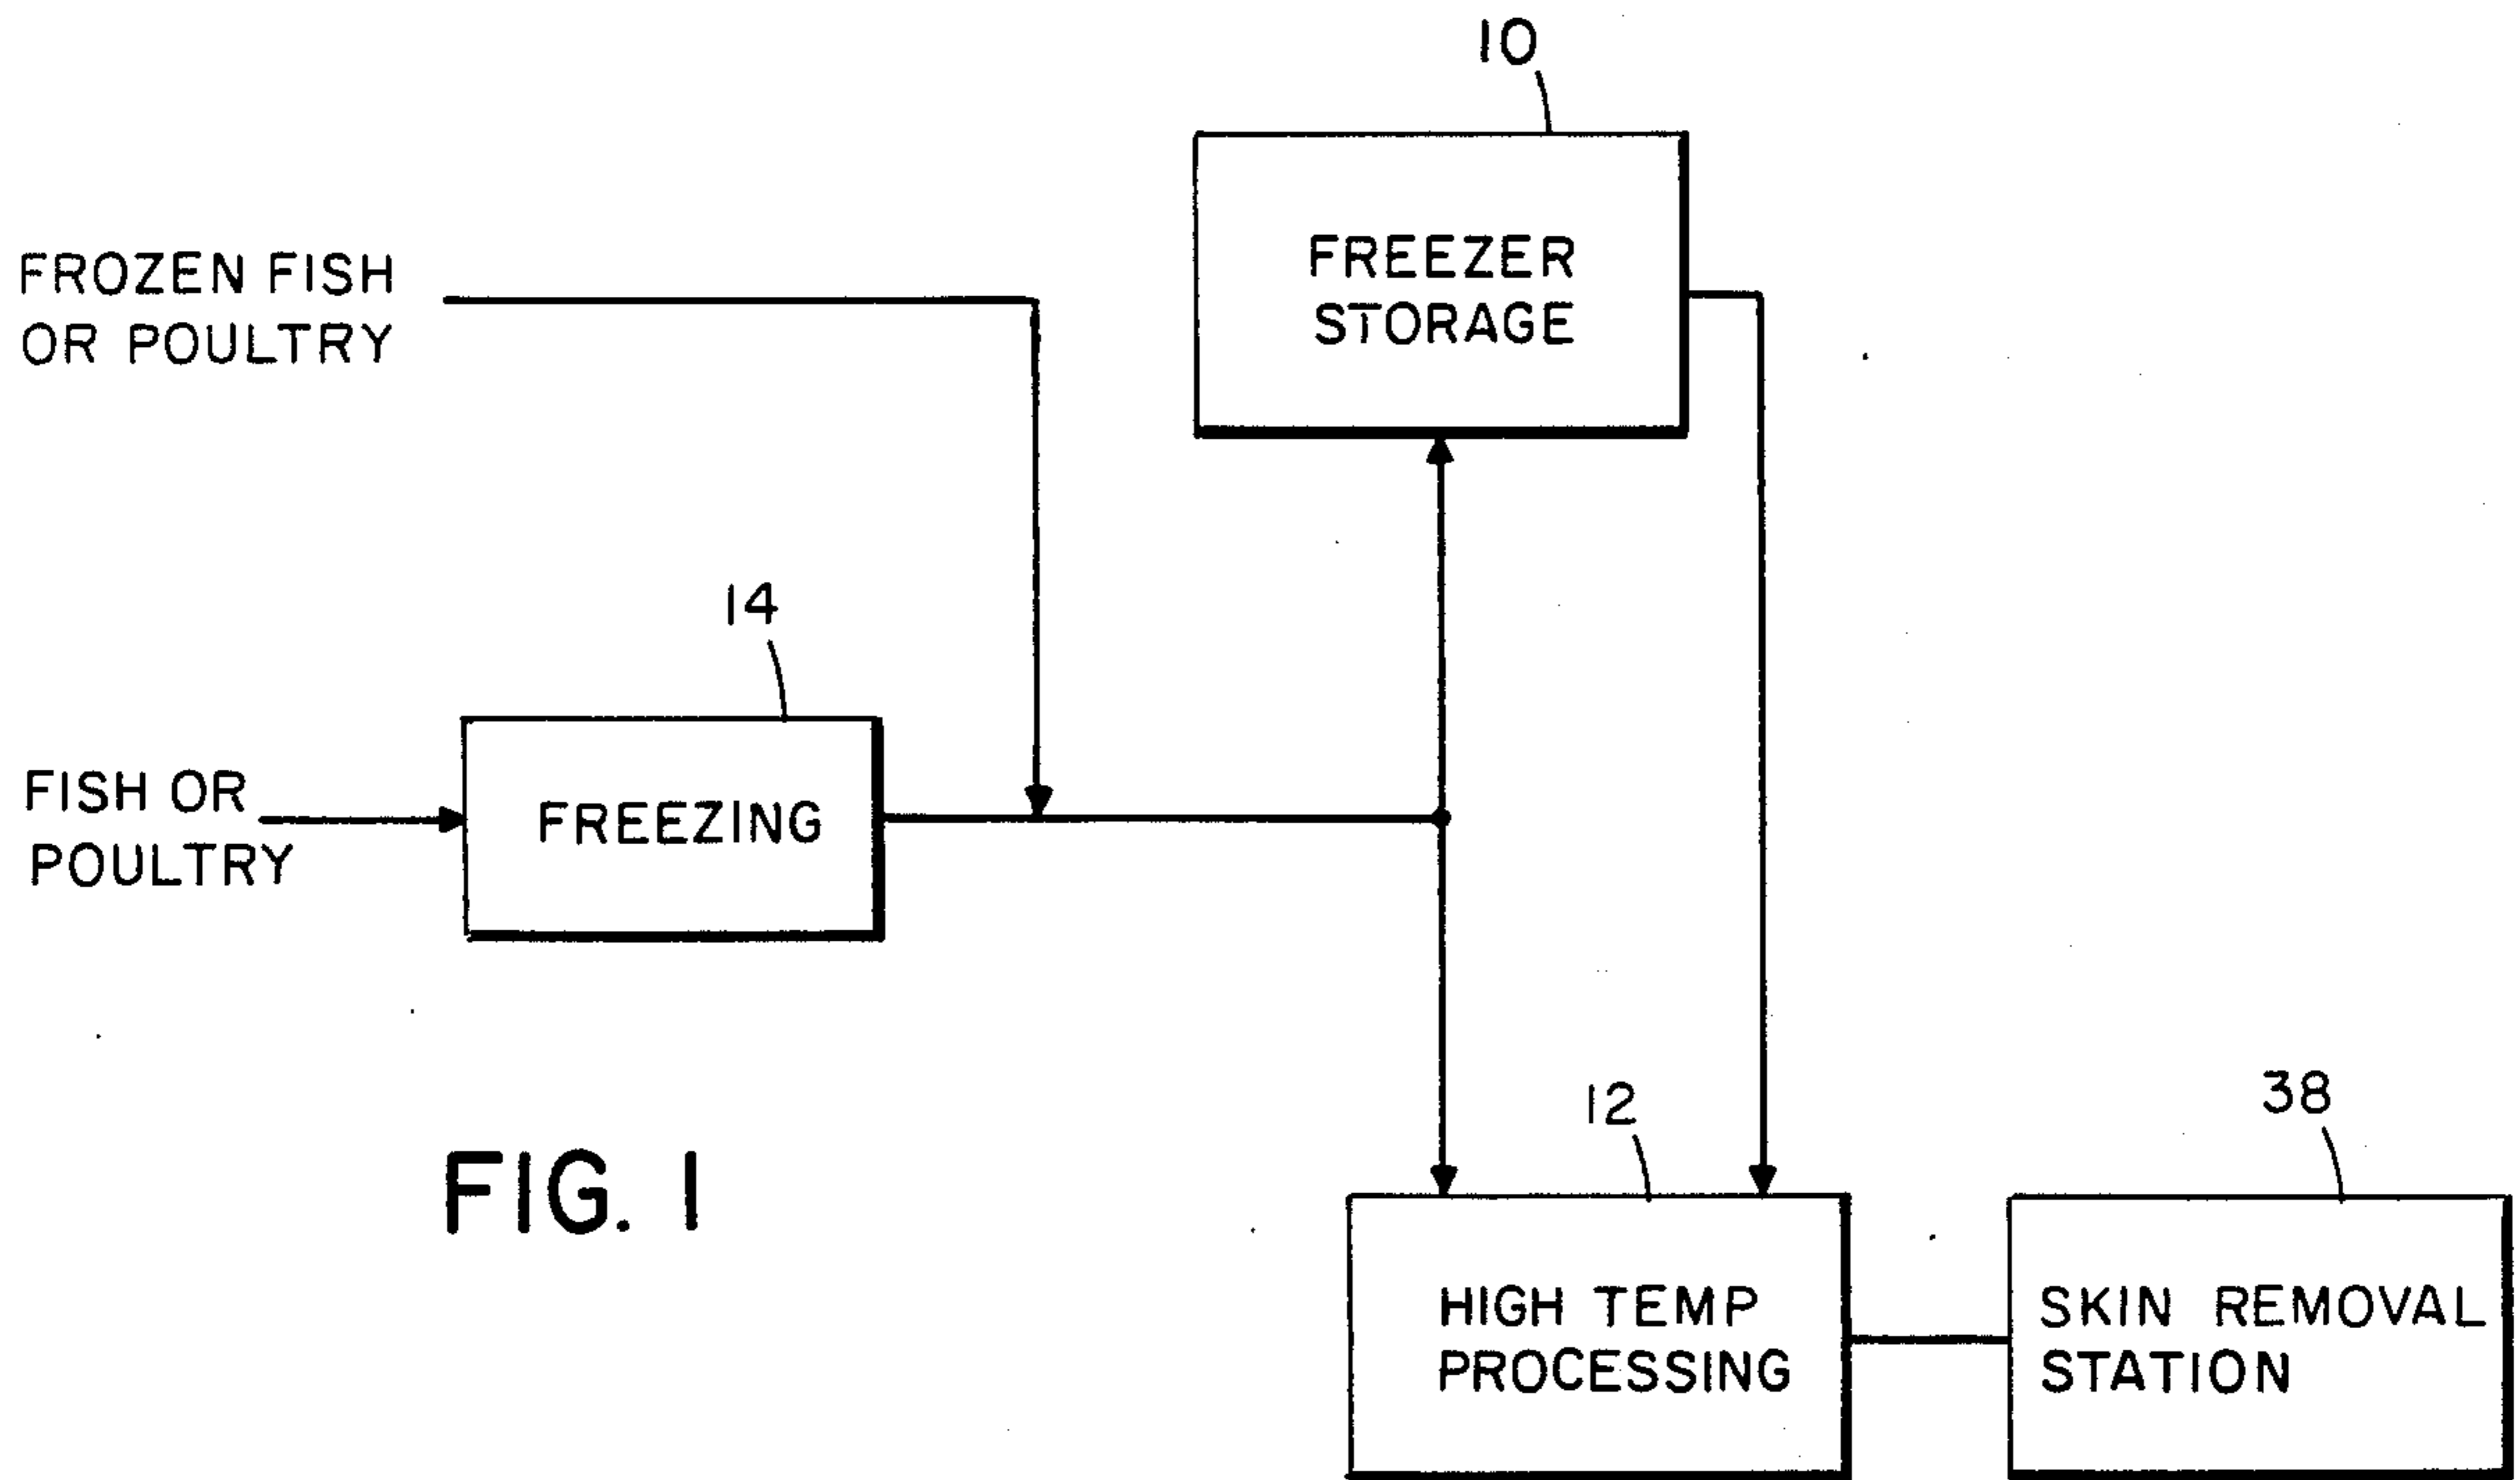 10
FREEZER
STORAGE
FROZEN FISH
OR POULTRY
14
FISH OR
POULTRY
FREEZING
12
38
FIG. 1
HIGH TEMP
PROCESSING
SKIN REMOVAL
STATION